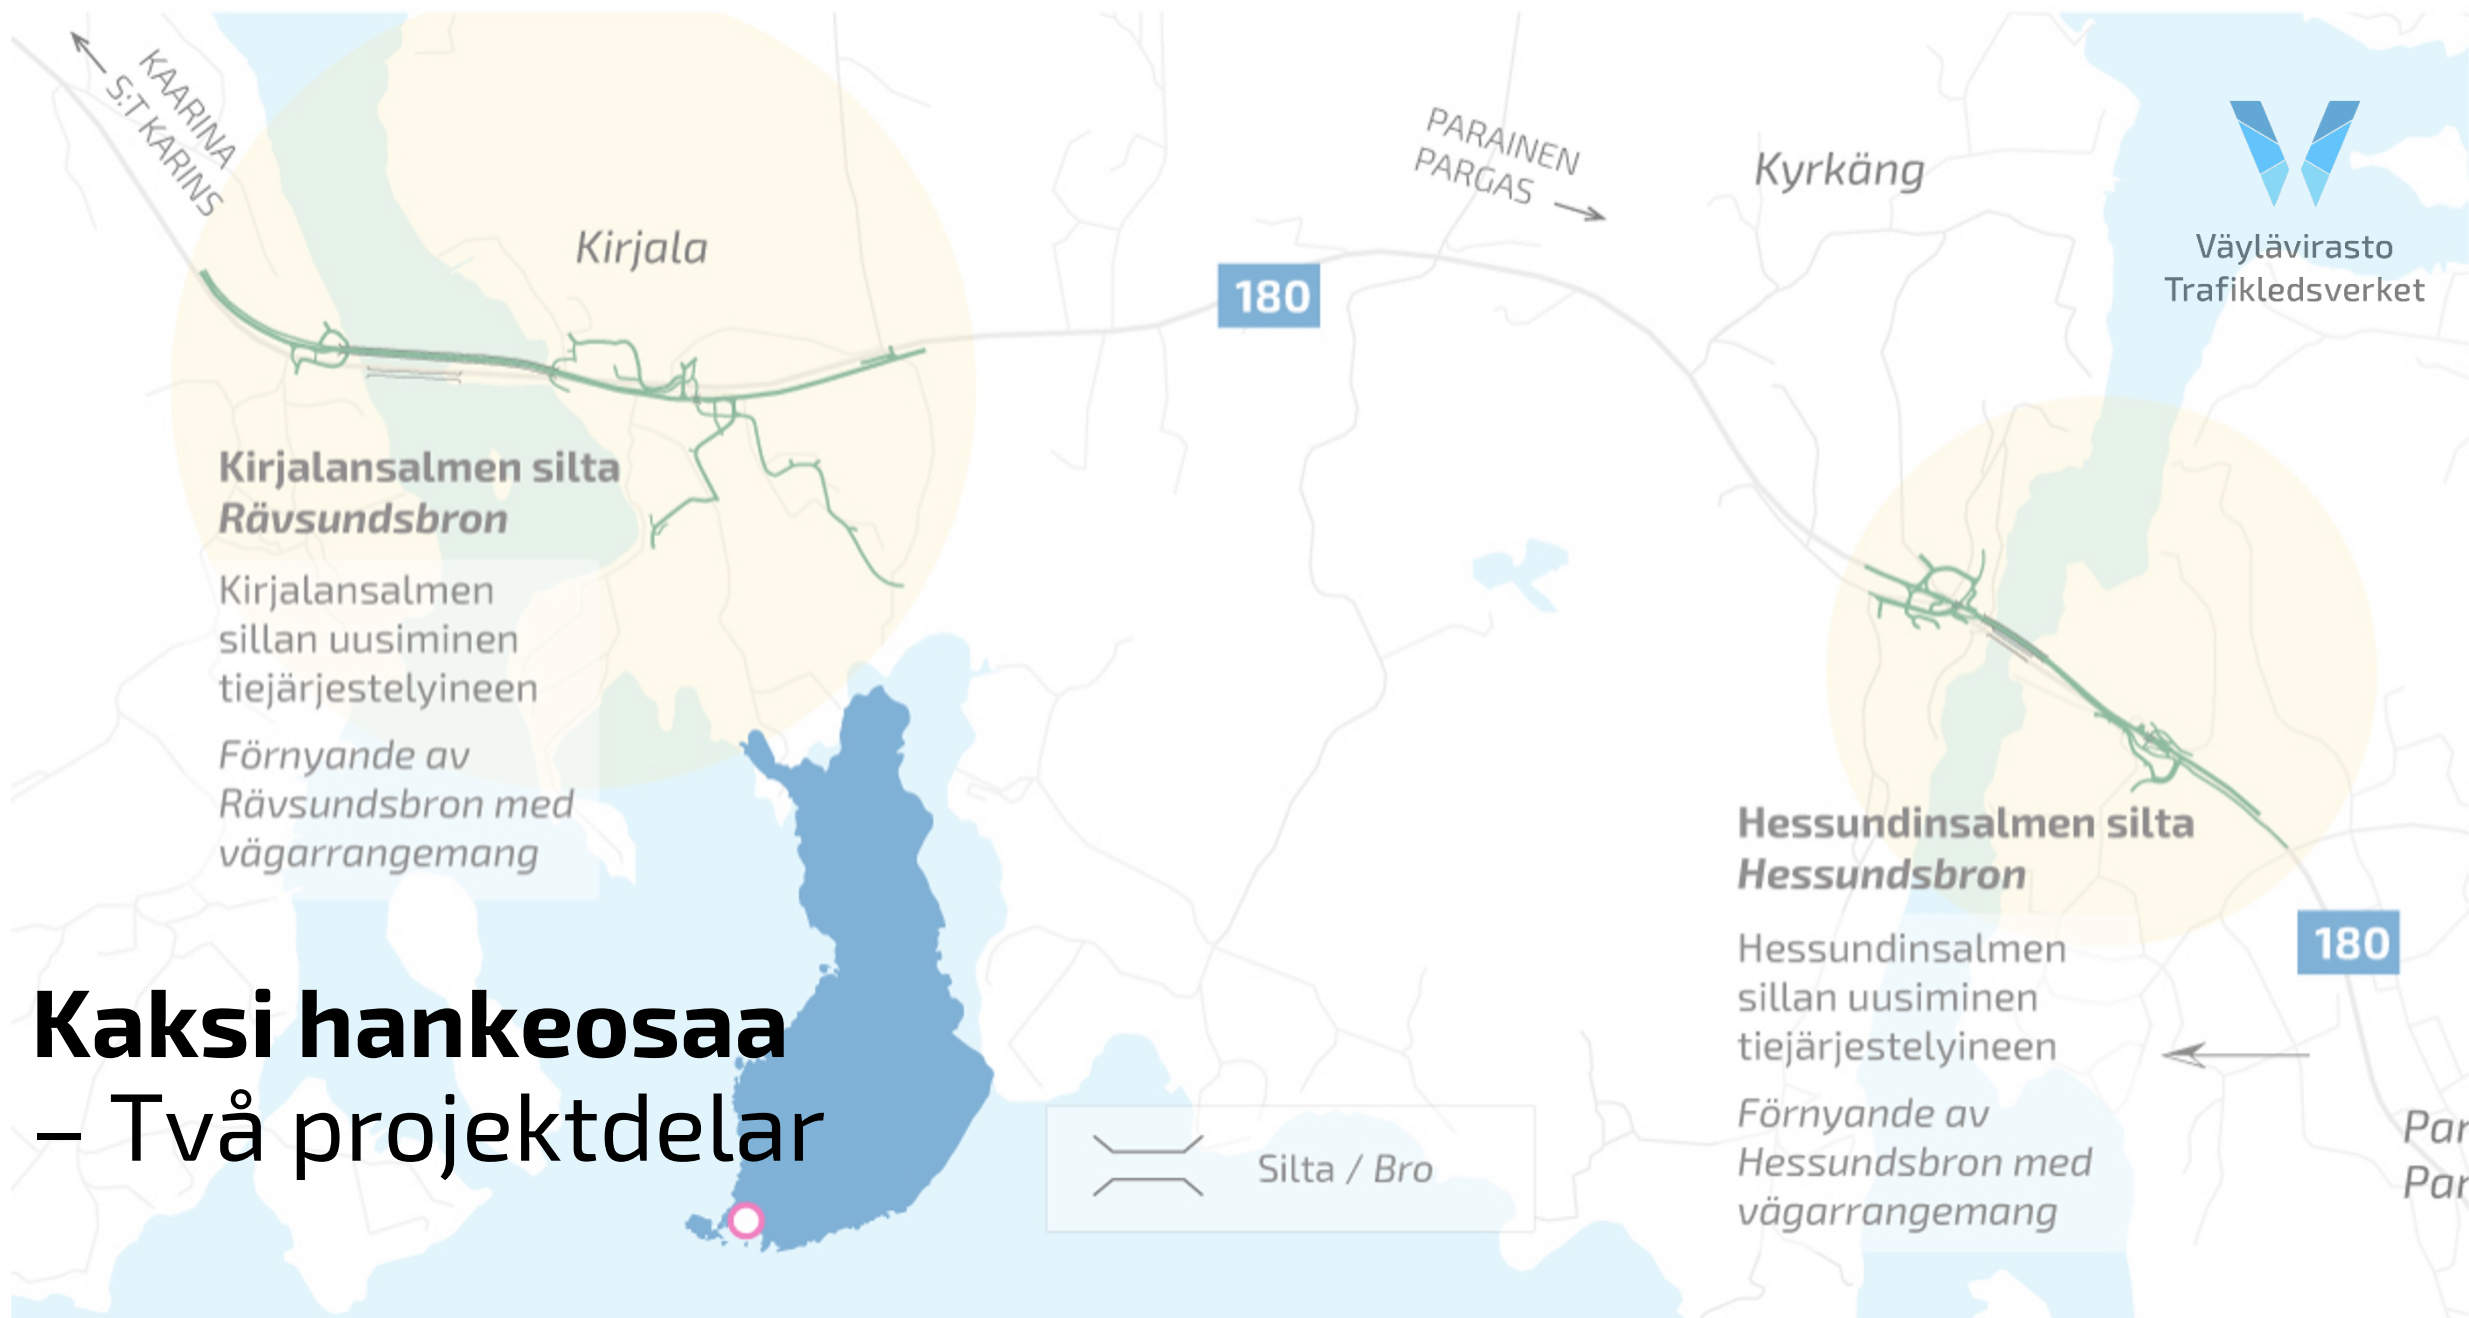 KAARINA
S:T KARINS
Kirjala
PARAINEN
PARGAS
Kyrkäng
Väylävirasto
Trafikledsverket
180
Kirjalansalmen silta
Rävsundsbron
Kirjalansalmen
sillan uusiminen
tiejärjestelyineen
Förnyande av
Rävsundsbron med
vägarrangemang
Hessundinsalmen silta
Hessundsbron
180
Hessundinsalmen
sillan uusiminen
tiejärjestelyineen
Förnyande av
Hessundsbron med
vägarrangemang
Par
Par
Kaksi hankeosaa
– Två projektdelar
Silta / Bro